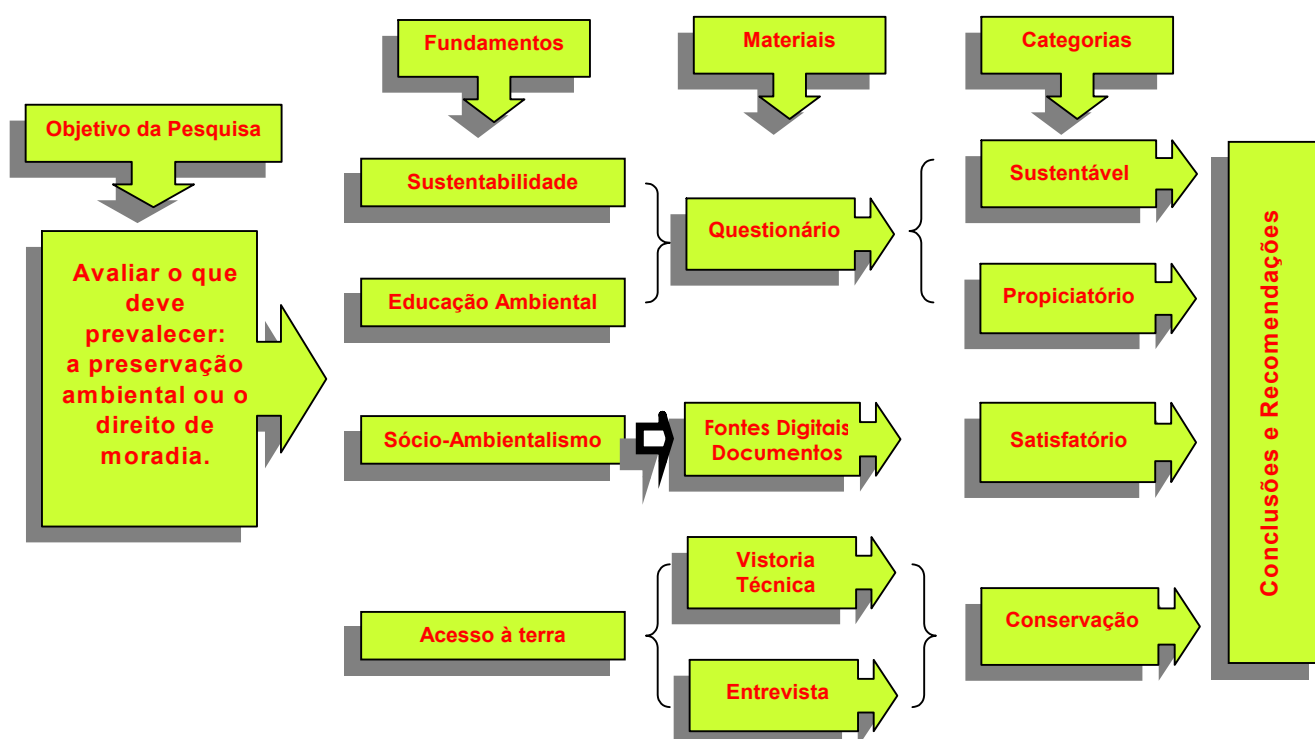 Fundamentos
Materiais
Categorias
Objetivo da Pesquisa
Avaliar o que
deve
prevalecer:
a preservação
ambiental ou o
direito de
moradia.
Sustentabilidade
Educação Ambiental
Sócio-Ambientalismo
Acesso à terra
Questionário
Fontes Digitais
Documentos
Vistoria
Técnica
Entrevista
Sustentável
Propiciatório
Satisfatório
Conservação
Conclusões e Recomendações